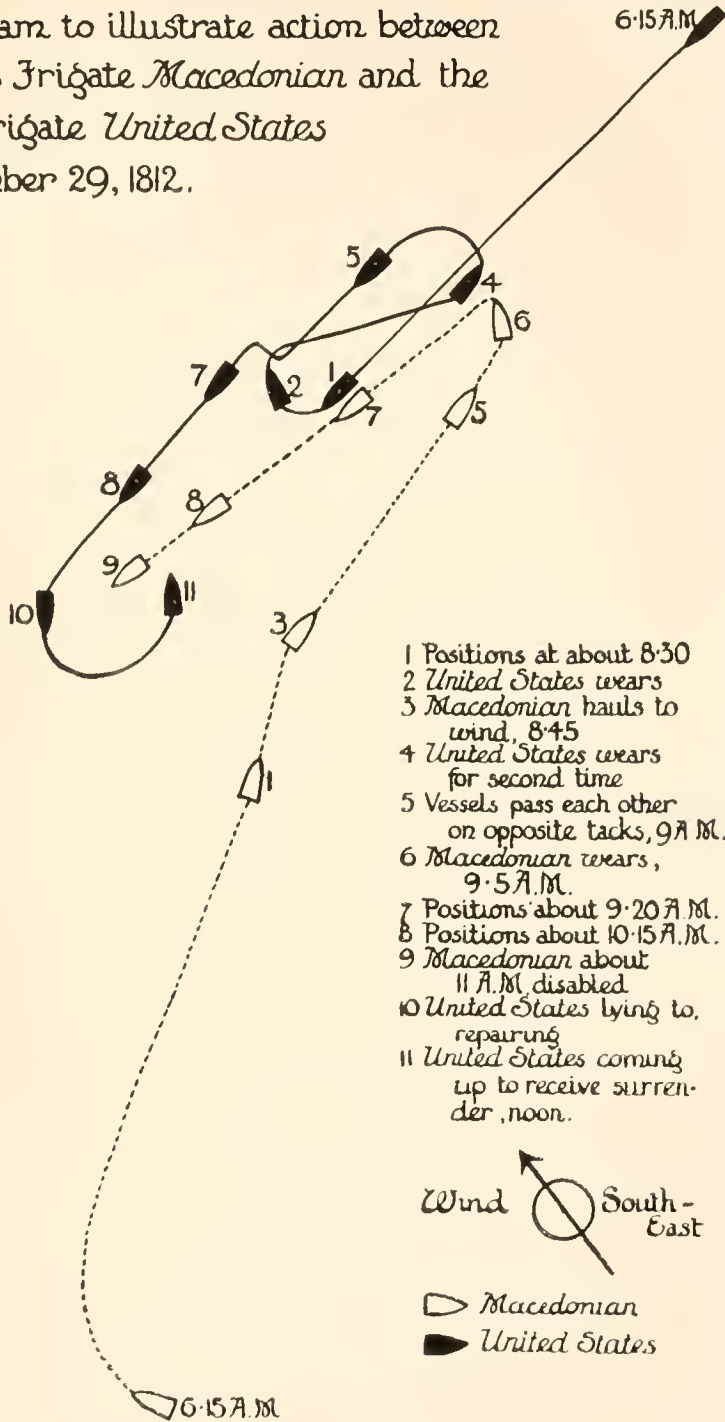 6·15 A.M.
am to illustrate action between
s Frigate Macedonian and the
rigate United States
ber 29, 1812.
5
4
6
7
2
1
7
5
8
8
9
11
10
3
1
1 Positions at about 8·30
2 United States wears
3 Macedonian hauls to
wind, 8·45
4 United States wears
for second time
5 Vessels pass each other
on opposite tacks, 9 A.M.
6 Macedonian wears,
9·5 A.M.
7 Positions about 9·20 A.M.
8 Positions about 10·15 A.M.
9 Macedonian about
11 A.M. disabled
10 United States lying to,
repairing
11 United States coming
up to receive surren-
der, noon.
Wind South-
East
Macedonian
United States
6·15 A.M